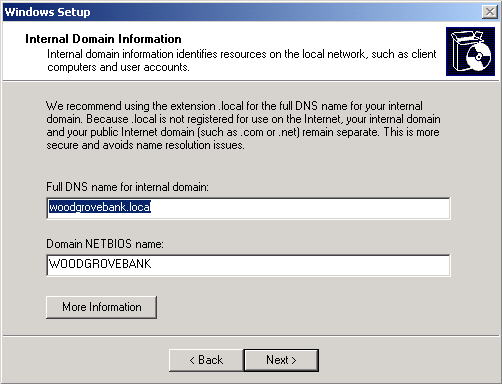 Windows Setup
Internal Domain Information
Internal domain information identifies resources on the local network, such as client
computers and user accounts.
We recommend using the extension .local for the full DNS name for your internal
domain. Because .local is not registered for use on the Internet, your internal domain
and your public Internet domain (such as .com or .net) remain separate. This is more
secure and avoids name resolution issues.
Full DNS name for internal domain:
woodgrovebank.local
Domain NETBIOS name:
WOODGROVEBANK
More Information
< Back
Next >